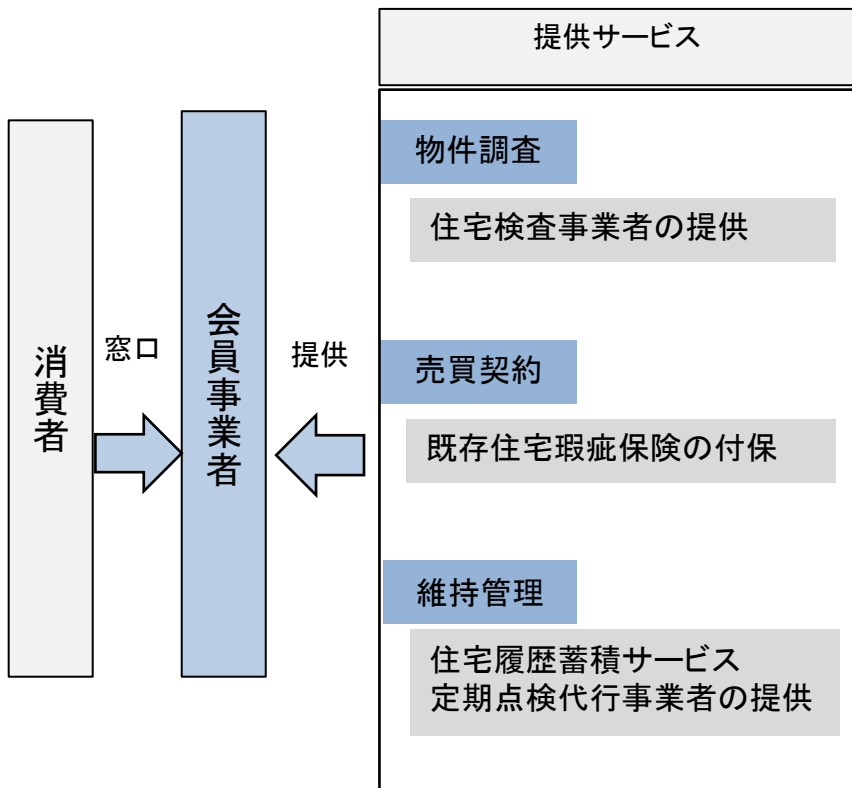 提供サービス
消費者
窓口
会員事業者
提供
物件調査
住宅検査事業者の提供
売買契約
既存住宅瑕疵保険の付保
維持管理
住宅履歴蓄積サービス
定期点検代行事業者の提供